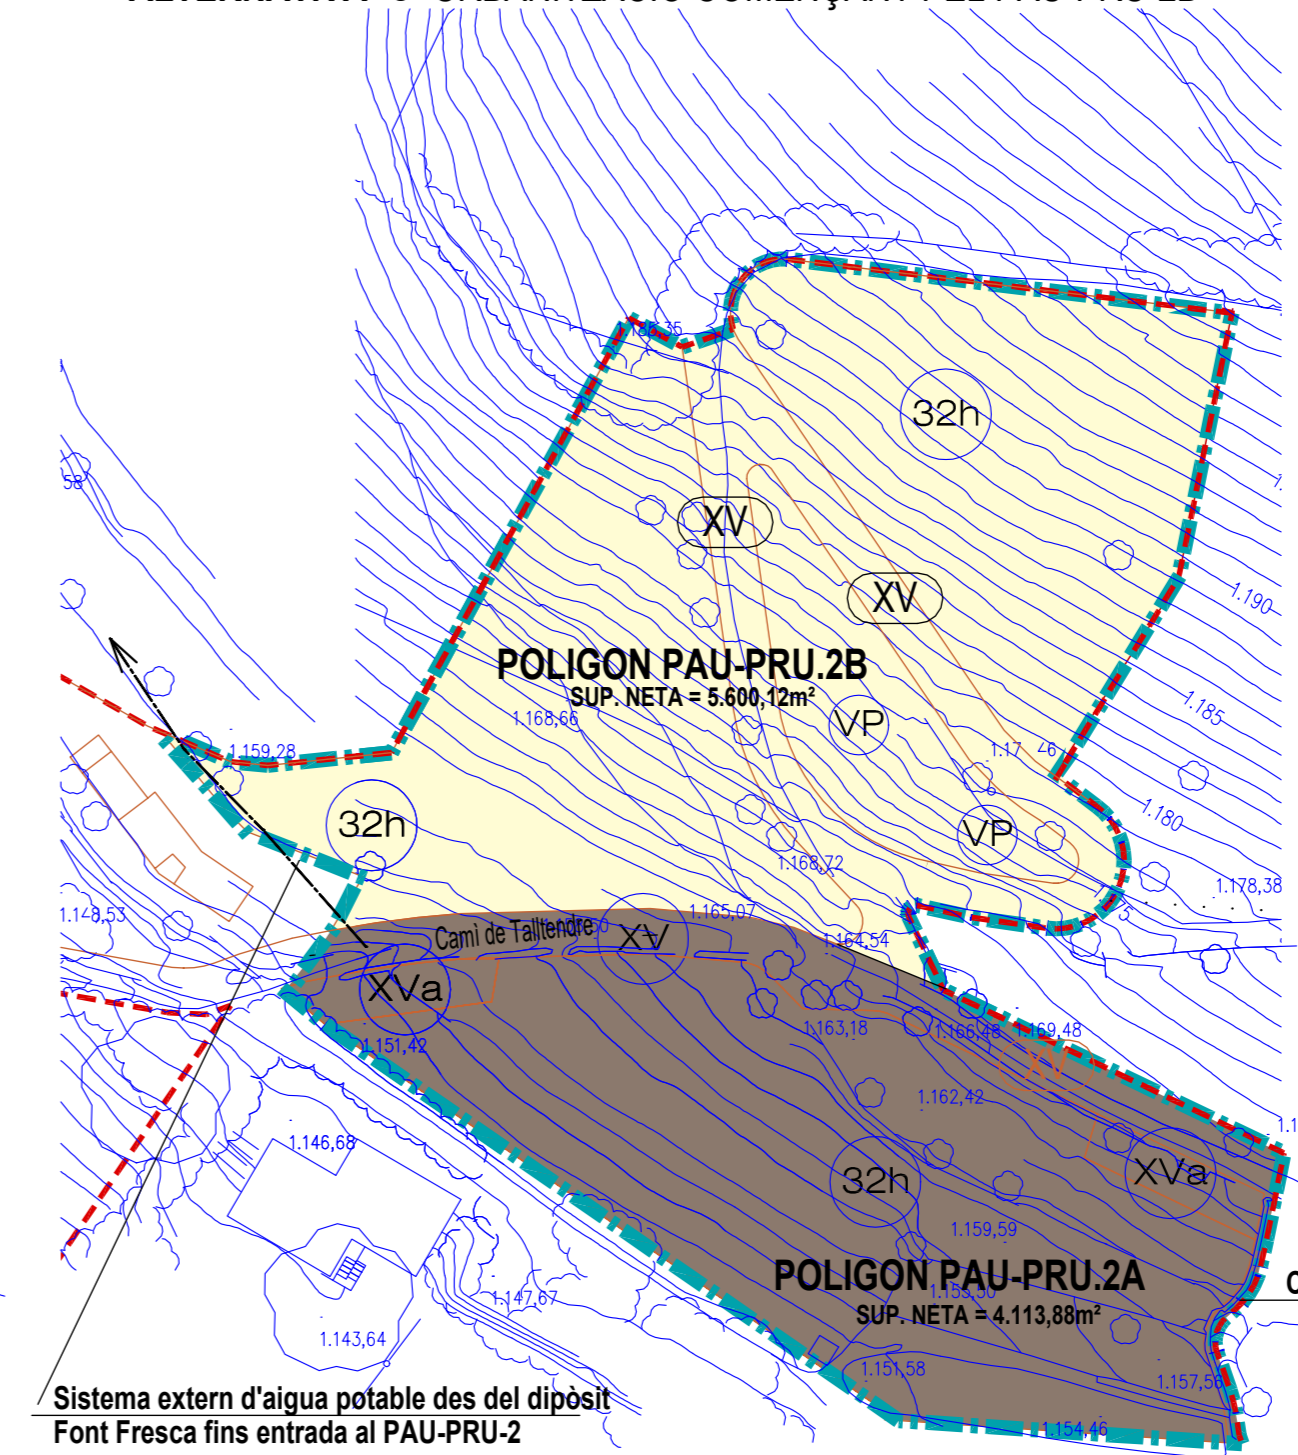 32h
XV
XV
1.190
POLIGON PAU-PRU.2B
SUP. NETA = 5.600,12m²
1.168,66
1.185
VP
1.159,28
1.180
32h
VP
1.168,72
1.178,38
1.148,53
1.165,07
Camì de Talltendre
XV
1.164,54
XVa
1.163,18
1.166,48
1.169,48
1.151,42
XV
1.162,42
1.146,68
32h
XVa
1.159,59
POLIGON PAU-PRU.2A
SUP. NETA = 4.113,88m²
1.147,67
1.143,64
1.151,58
1.157,56
Sistema extern d'aigua potable des del dipòsit
Font Fresca fins entrada al PAU-PRU-2
1.154,46